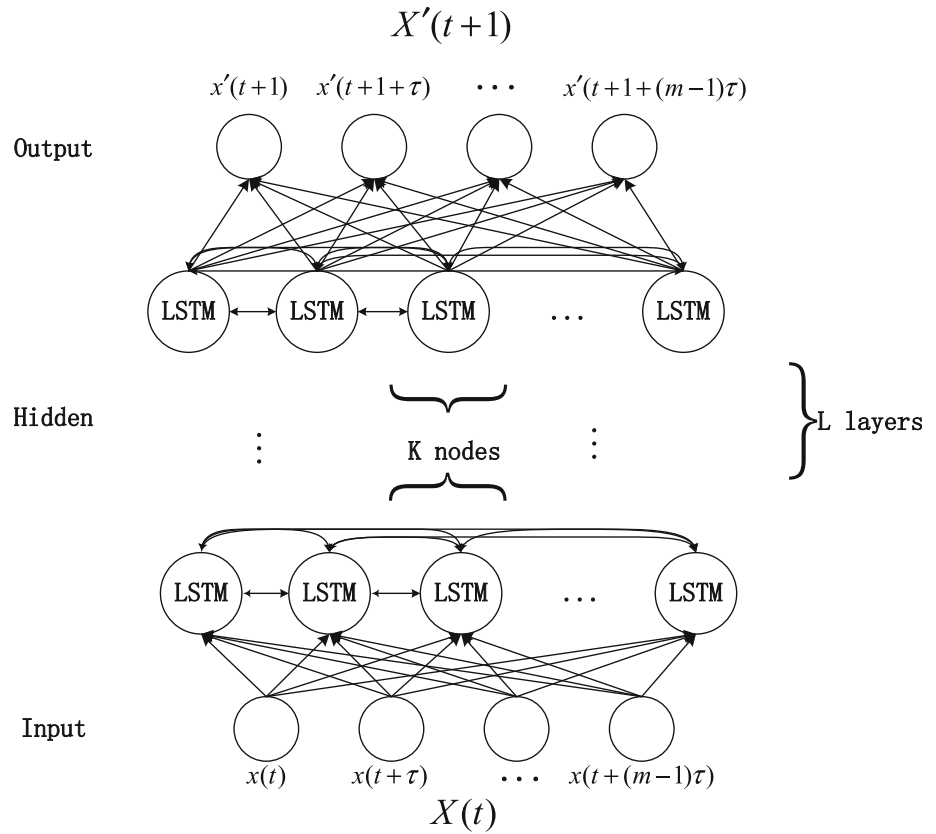 X′(t+1)
x′(t+1) x′(t+1+τ) ··· x′(t+1+(m−1)τ)
Output
LSTM LSTM LSTM ... LSTM
Hidden
L layers
⋮ K nodes ⋮
LSTM LSTM LSTM ... LSTM
Input
x(t) x(t+τ) ··· x(t+(m−1)τ)
X(t)